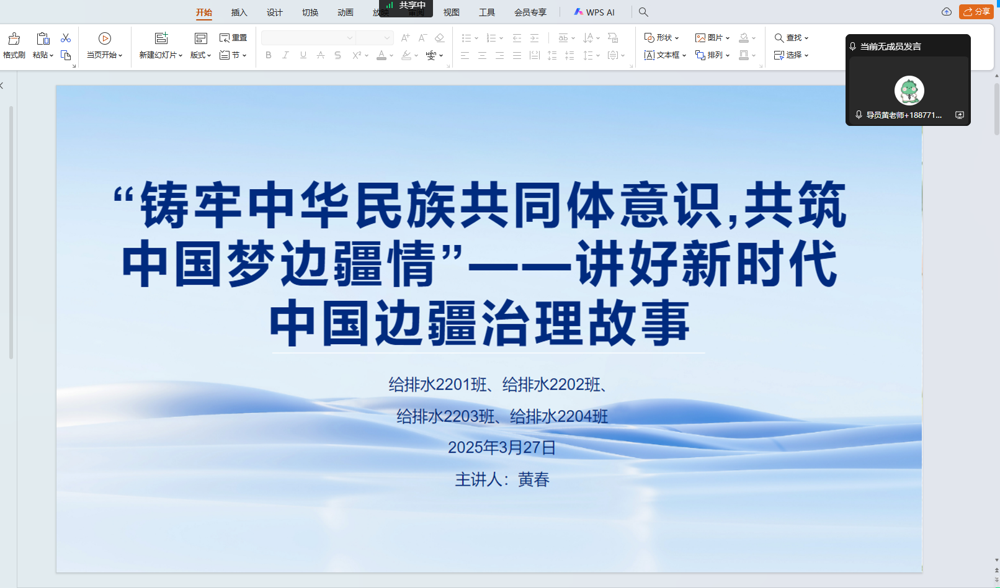 开始 插入 设计 切换 动画 放映 审阅 视图 工具 会员专享 WPS AI 分享
共享中
格式刷 粘贴 当页开始 新建幻灯片 版式 重置
节
B I U A S X² A 变
形状 图片 查找
文本框 排列 选择
当前无成员发言
导员黄老师+188771...
“铸牢中华民族共同体意识,共筑
中国梦边疆情”——讲好新时代
中国边疆治理故事
给排水2201班、给排水2202班、
给排水2203班、给排水2204班
2025年3月27日
主讲人：黄春